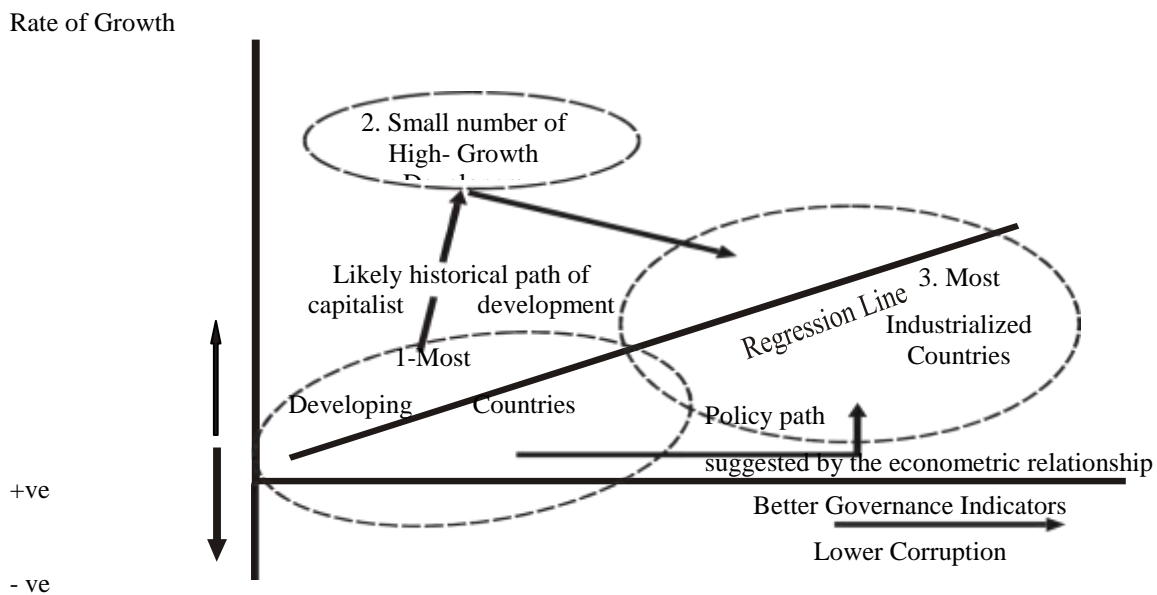 Rate of Growth
2. Small number of
High- Growth
Likely historical path of
capitalist development
3. Most
Regression Line
Industrialized
Countries
1-Most
Developing Countries
Policy path
suggested by the econometric relationship
+ve
Better Governance Indicators
Lower Corruption
- ve